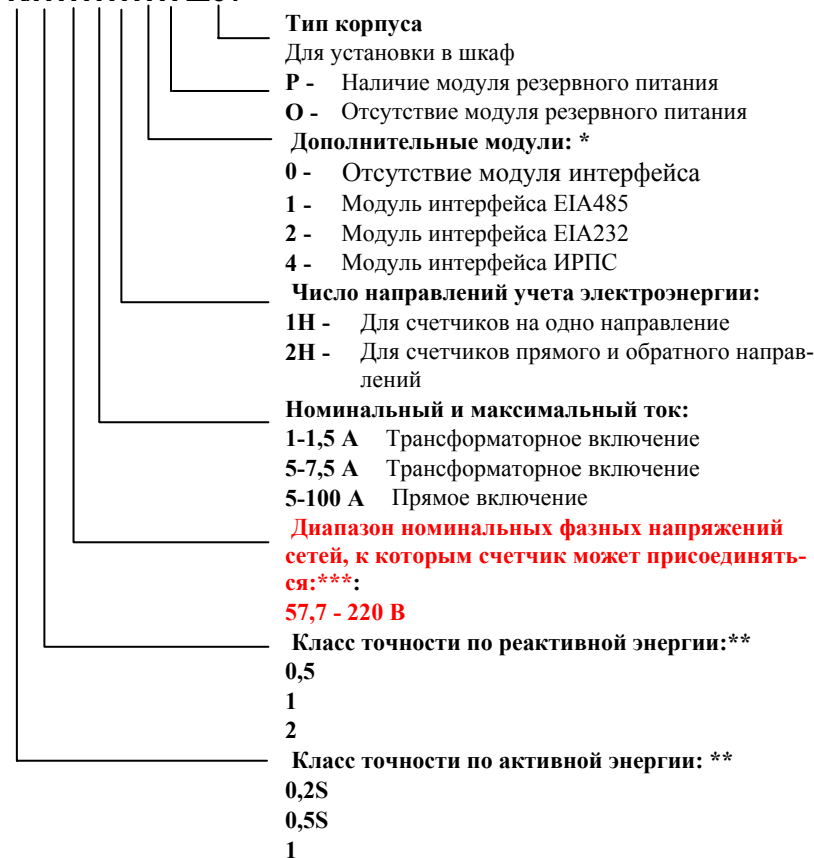 Тип корпуса
Для установки в шкаф
Р - Наличие модуля резервного питания
О - Отсутствие модуля резервного питания
Дополнительные модули: *
0 - Отсутствие модуля интерфейса
1 - Модуль интерфейса EIA485
2 - Модуль интерфейса EIA232
4 - Модуль интерфейса ИРПС
Число направлений учета электроэнергии:
1Н - Для счетчиков на одно направление
2Н - Для счетчиков прямого и обратного направ-
лений
Номинальный и максимальный ток:
1-1,5 А Трансформаторное включение
5-7,5 А Трансформаторное включение
5-100 А Прямое включение
Диапазон номинальных фазных напряжений
сетей, к которым счетчик может присоединять-
ся:***:
57,7 - 220 В
Класс точности по реактивной энергии:**
0,5
1
2
Класс точности по активной энергии: **
0,2S
0,5S
1